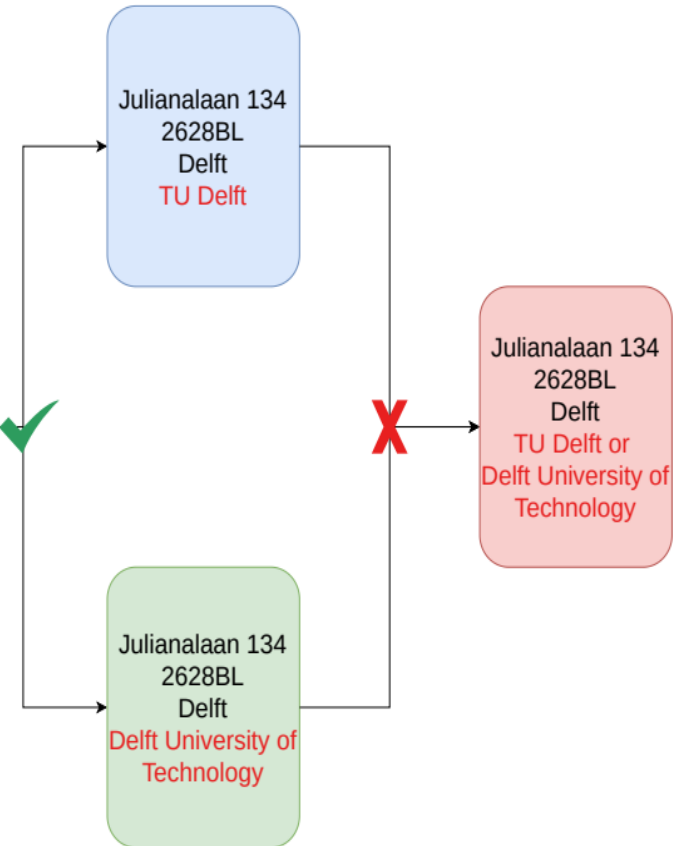 Julianalaan 134
2628BL
Delft
TU Delft
Julianalaan 134
2628BL
Delft
TU Delft or
Delft University of
Technology
Julianalaan 134
2628BL
Delft
Delft University of
Technology